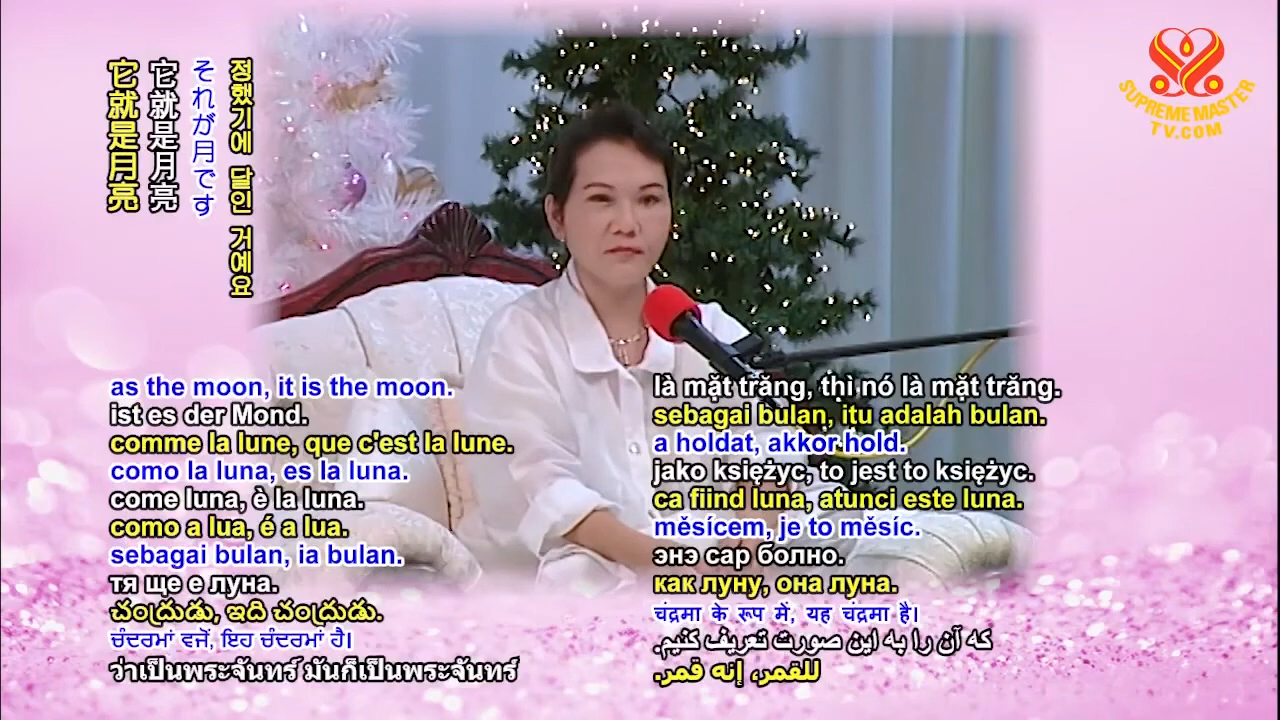 它就是月亮
它就是月亮
それが月です
정했기에 달인 거예요
SUPREME MASTER
TV.COM
as the moon, it is the moon.
ist es der Mond.
comme la lune, que c'est la lune.
como la luna, es la luna.
come luna, è la luna.
como a lua, é a lua.
sebagai bulan, ia bulan.
тя ще е луна.
చంద్రుడు, ఇది చంద్రుడు.
ਚੰਦਰਮਾਂ ਵਜੋਂ, ਇਹ ਚੰਦਰਮਾਂ ਹੈ।
ว่าเป็นพระจันทร์ มันก็เป็นพระจันทร์
là mặt trăng, thì nó là mặt trăng.
sebagai bulan, itu adalah bulan.
a holdat, akkor hold.
jako księżyc, to jest to księżyc.
ca fiind luna, atunci este luna.
měsícem, je to měsíc.
энэ сар болно.
как луну, она луна.
चंद्रमा के रूप में, यह चंद्रमा है।
که آن را به این صورت تعریف کنیم.
للقمر، إنه قمر.